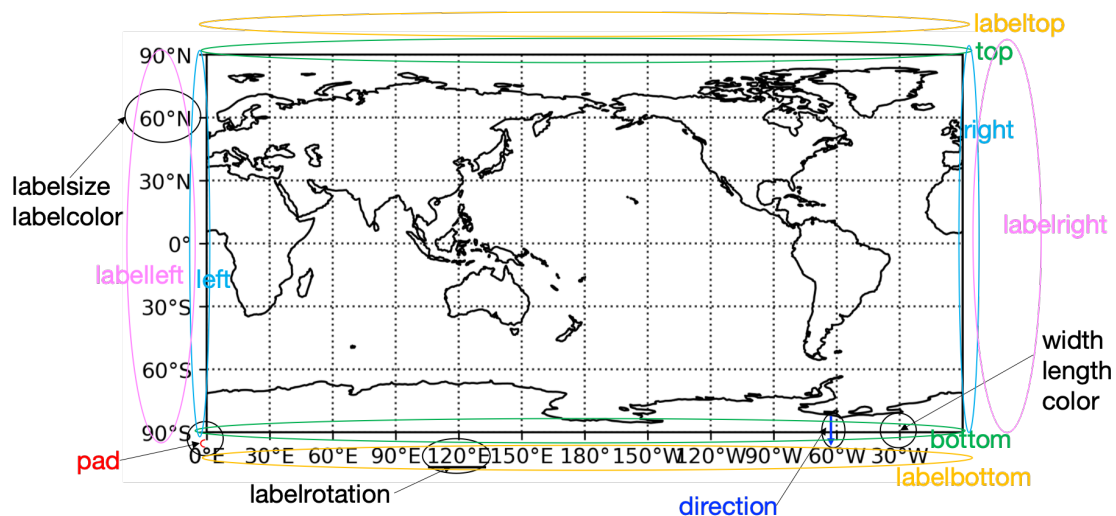 labeltop
90°N
top
60°N
right
labelsize
labelcolor
30°N
0°
labelright
labelleft
left
30°S
60°S
width
length
color
90°S
bottom
pad
0°E 30°E 60°E 90°E 120°E 150°E 180° 150°W 120°W 90°W 60°W 30°W
labelbottom
labelrotation
direction